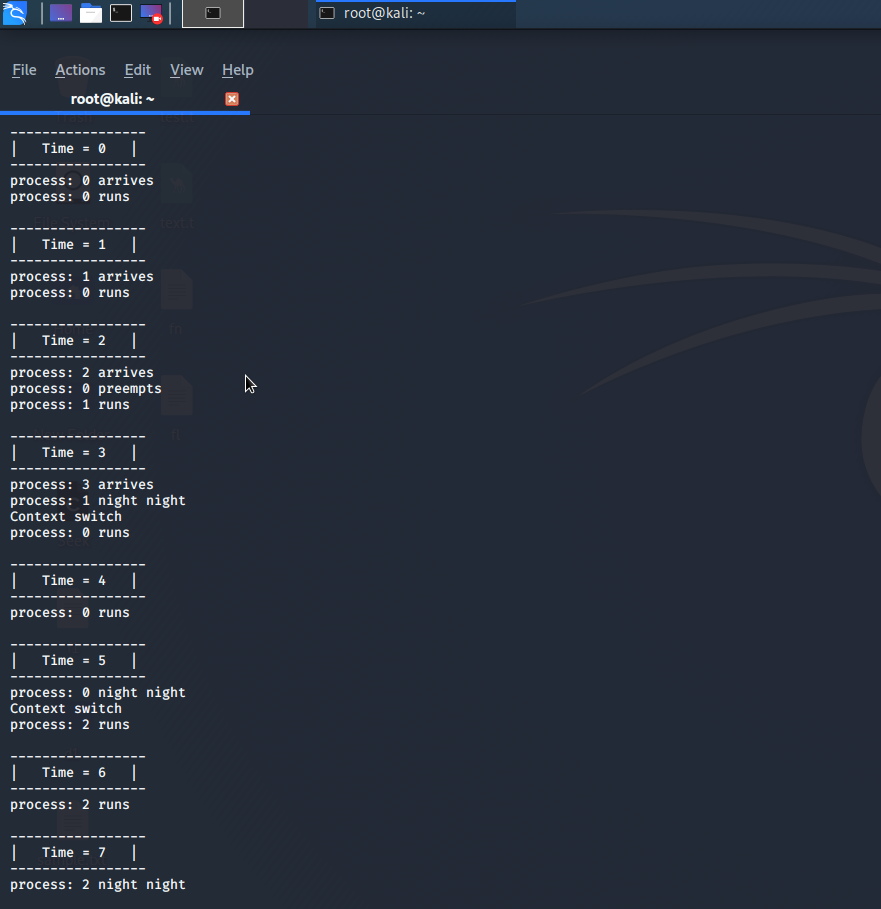 root@kali: ~
File Actions Edit View Help
root@kali: ~
-----------------
|   Time = 0   |
-----------------
process: 0 arrives
process: 0 runs
-----------------
|   Time = 1   |
-----------------
process: 1 arrives
process: 0 runs
-----------------
|   Time = 2   |
-----------------
process: 2 arrives
process: 0 preempts
process: 1 runs
-----------------
|   Time = 3   |
-----------------
process: 3 arrives
process: 1 night night
Context switch
process: 0 runs
-----------------
|   Time = 4   |
-----------------
process: 0 runs
-----------------
|   Time = 5   |
-----------------
process: 0 night night
Context switch
process: 2 runs
-----------------
|   Time = 6   |
-----------------
process: 2 runs
-----------------
|   Time = 7   |
-----------------
process: 2 night night